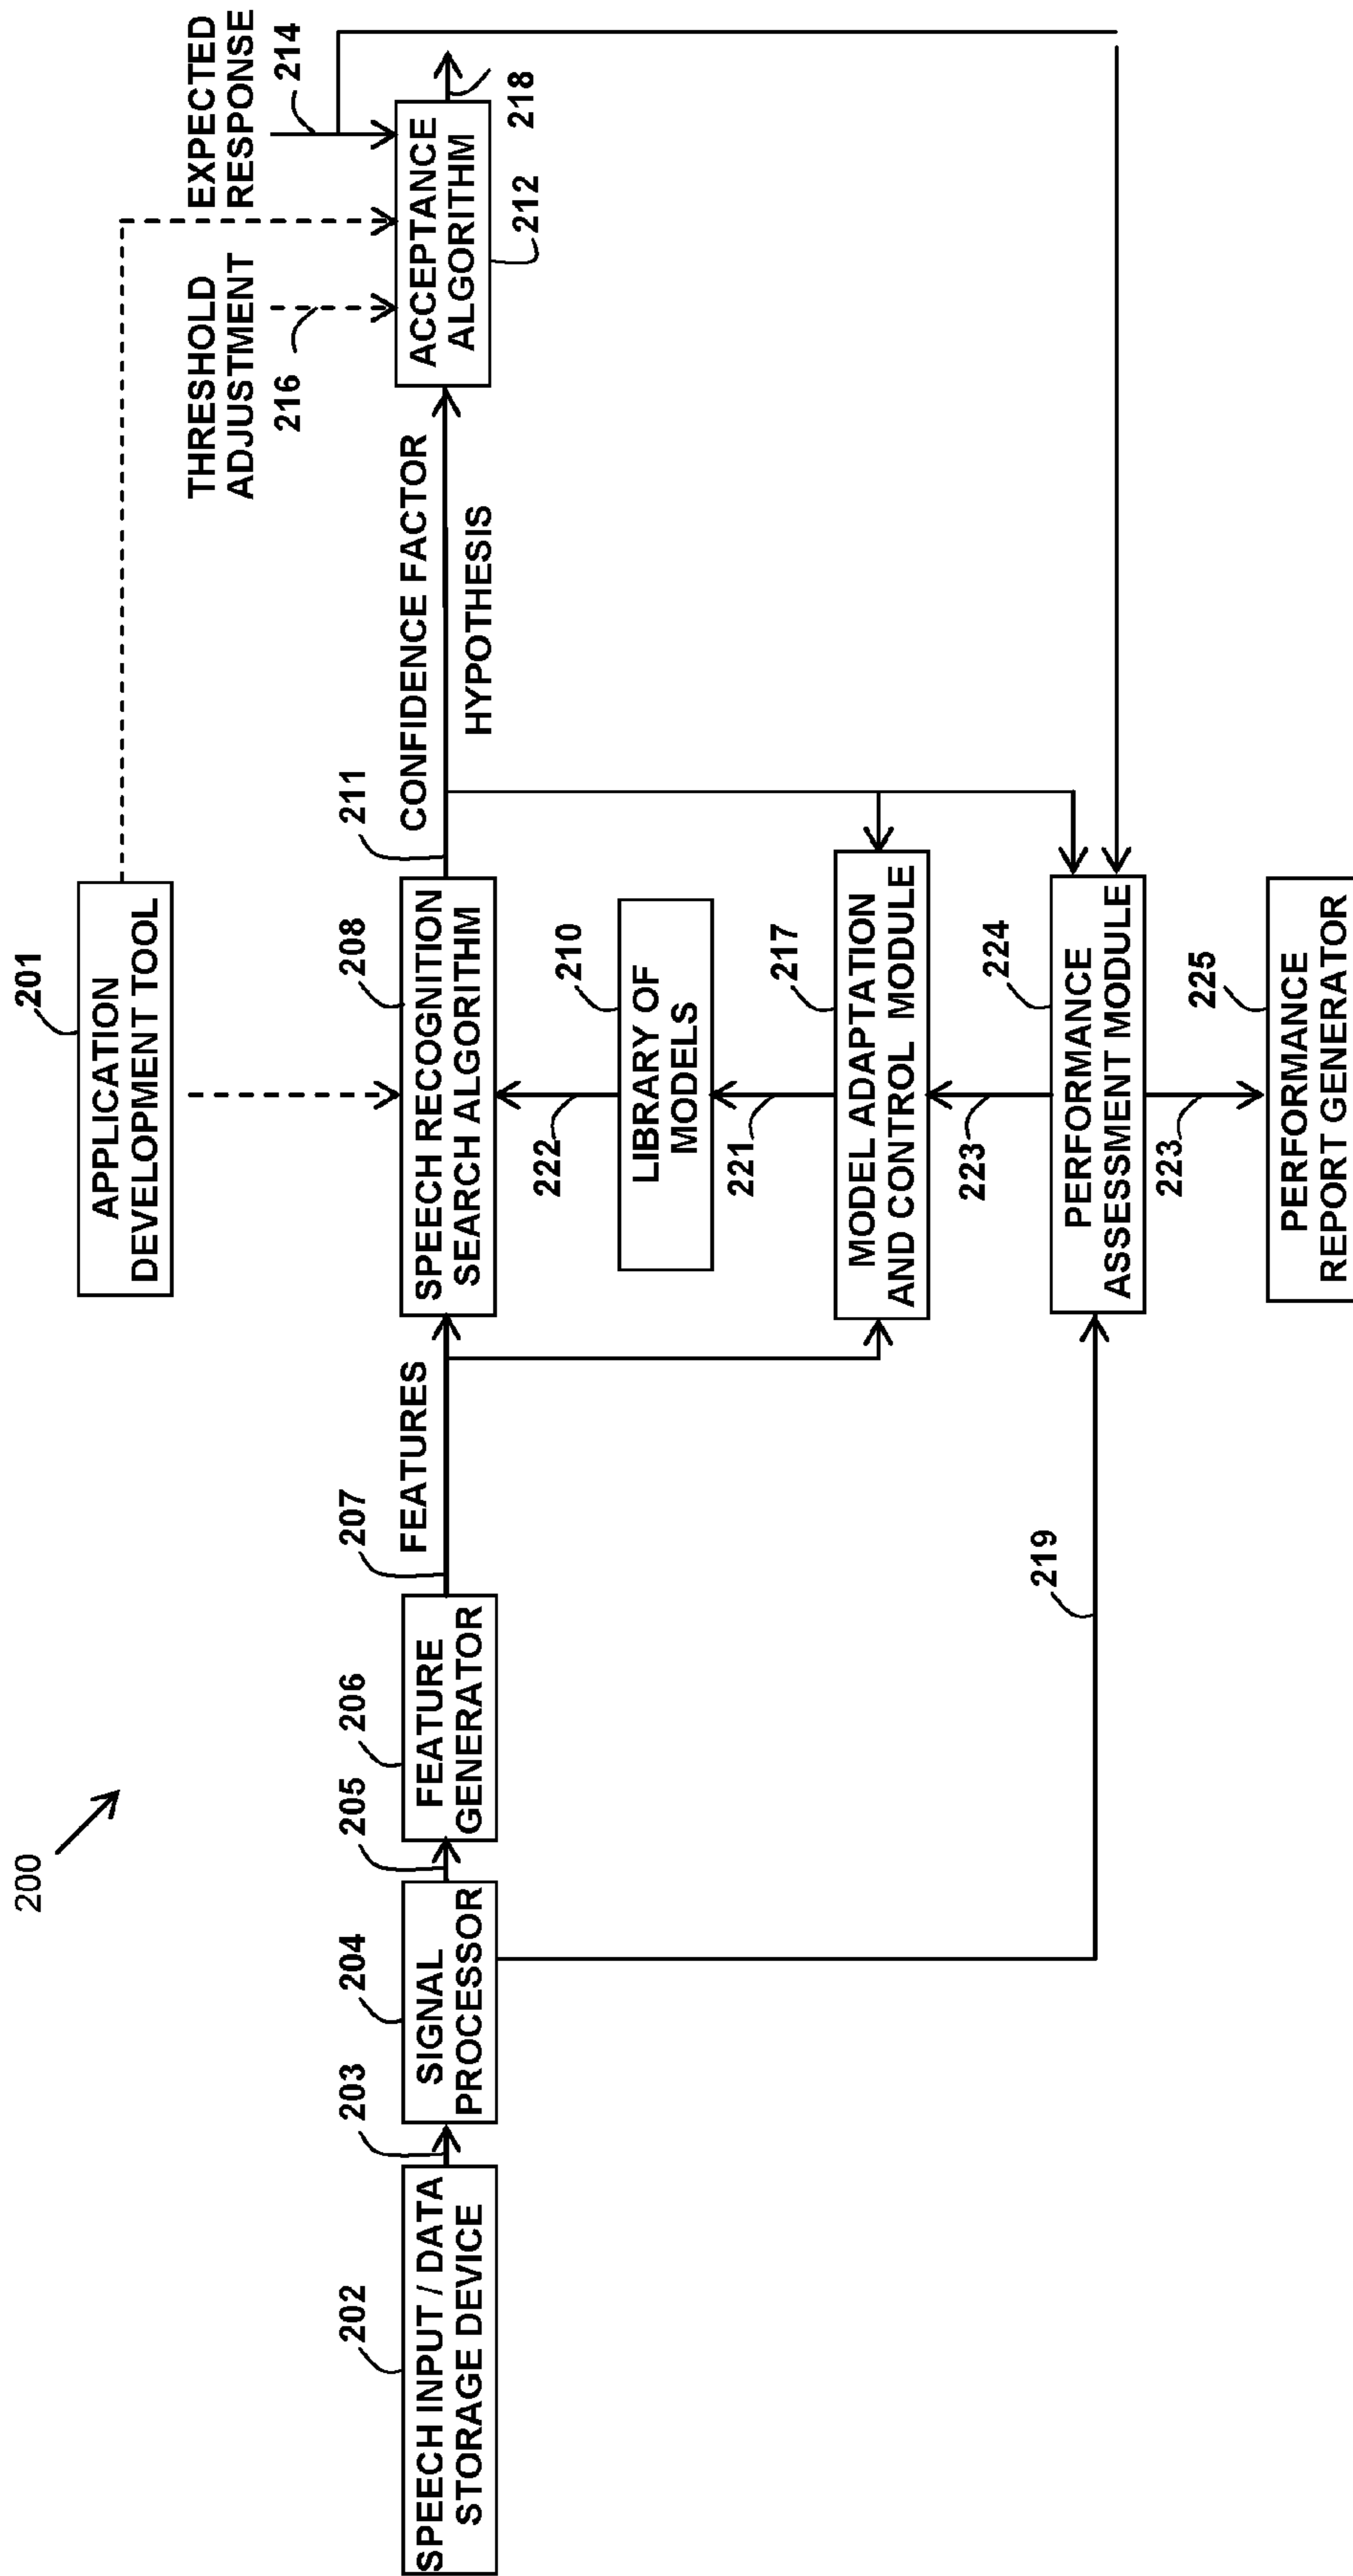 200
201
APPLICATION
DEVELOPMENT TOOL
THRESHOLD
ADJUSTMENT
216
EXPECTED
RESPONSE
214
202
SPEECH INPUT / DATA
STORAGE DEVICE
203
204
SIGNAL
PROCESSOR
205
206
FEATURE
GENERATOR
207
FEATURES
208
SPEECH RECOGNITION
SEARCH ALGORITHM
211
CONFIDENCE FACTOR
HYPOTHESIS
ACCEPTANCE
ALGORITHM
212
218
222
210
LIBRARY OF
MODELS
221
217
MODEL ADAPTATION
AND CONTROL MODULE
223
219
224
PERFORMANCE
ASSESSMENT MODULE
223
225
PERFORMANCE
REPORT GENERATOR